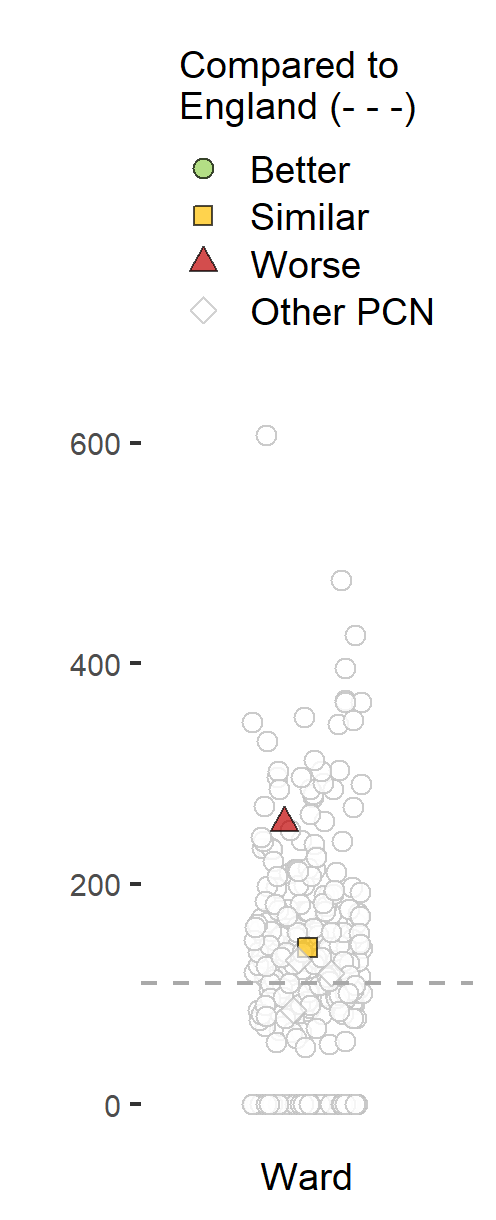 Compared to
England (- - -)
Better
Similar
Worse
Other PCN
600
400
200
0
Ward